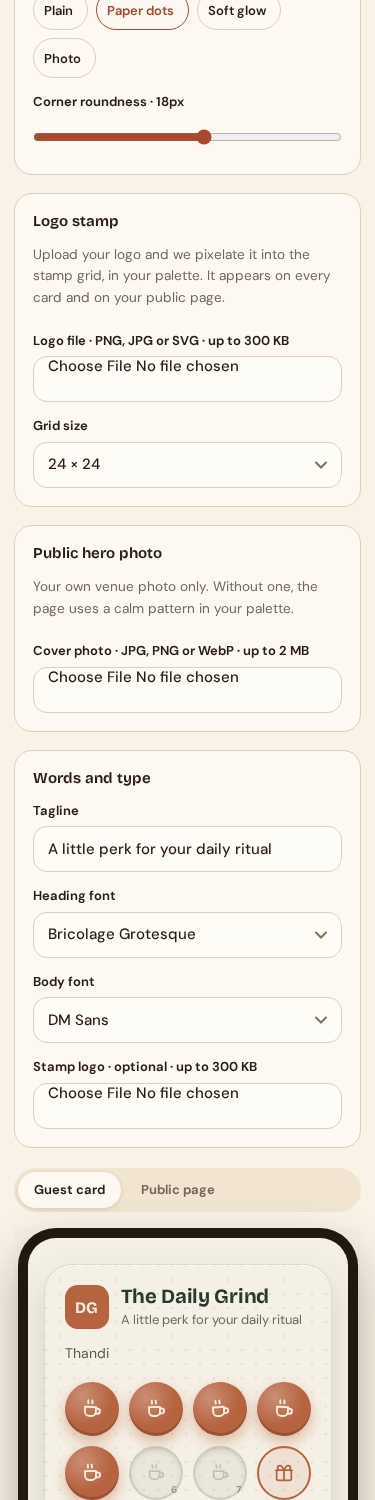 Plain
Paper dots
Soft glow
Photo
Corner roundness · 18px
Logo stamp
Upload your logo and we pixelate it into the
stamp grid, in your palette. It appears on every
card and on your public page.
Logo file · PNG, JPG or SVG · up to 300 KB
Choose File No file chosen
Grid size
24 × 24
Public hero photo
Your own venue photo only. Without one, the
page uses a calm pattern in your palette.
Cover photo · JPG, PNG or WebP · up to 2 MB
Choose File No file chosen
Words and type
Tagline
A little perk for your daily ritual
Heading font
Bricolage Grotesque
Body font
DM Sans
Stamp logo · optional · up to 300 KB
Choose File No file chosen
Guest card
Public page
DG
The Daily Grind
A little perk for your daily ritual
Thandi
6
7